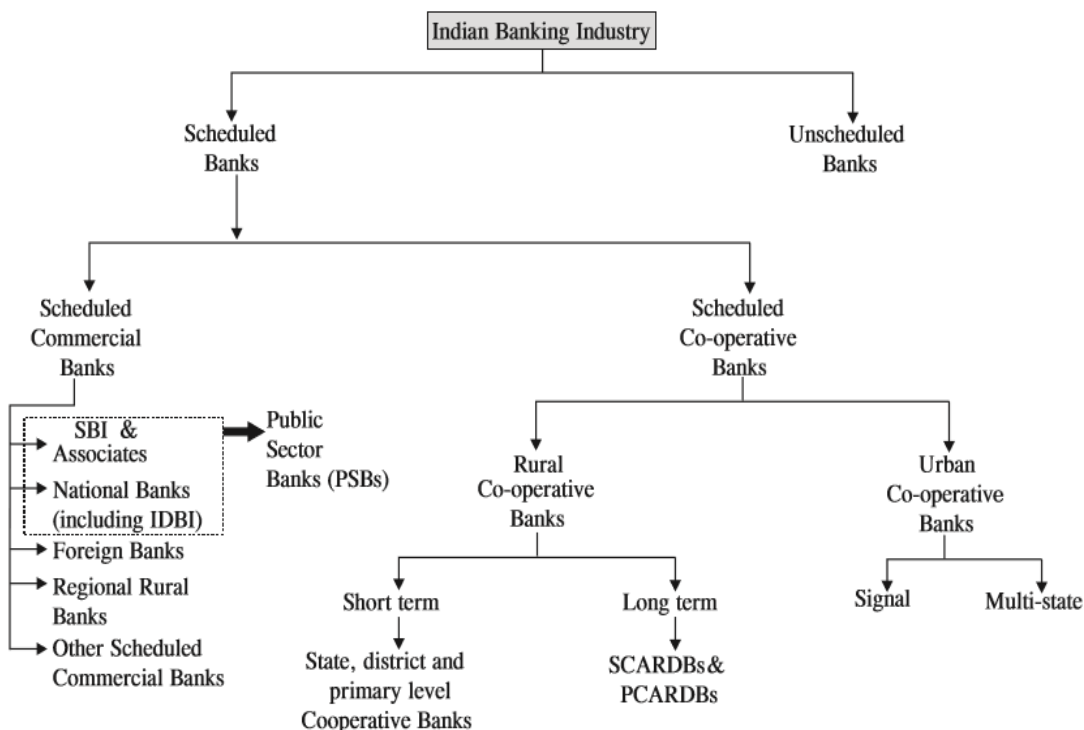 Indian Banking Industry
Scheduled
Banks
Unscheduled
Banks
Scheduled
Commercial
Banks
SBI &
Associates
National Banks
(including IDBI)
Foreign Banks
Regional Rural
Banks
Other Scheduled
Commercial Banks
Public
Sector
Banks (PSBs)
Scheduled
Co-operative
Banks
Rural
Co-operative
Banks
Short term
State, district and
primary level
Cooperative Banks
Long term
SCARDBs&
PCARDBs
Urban
Co-operative
Banks
Signal
Multi-state